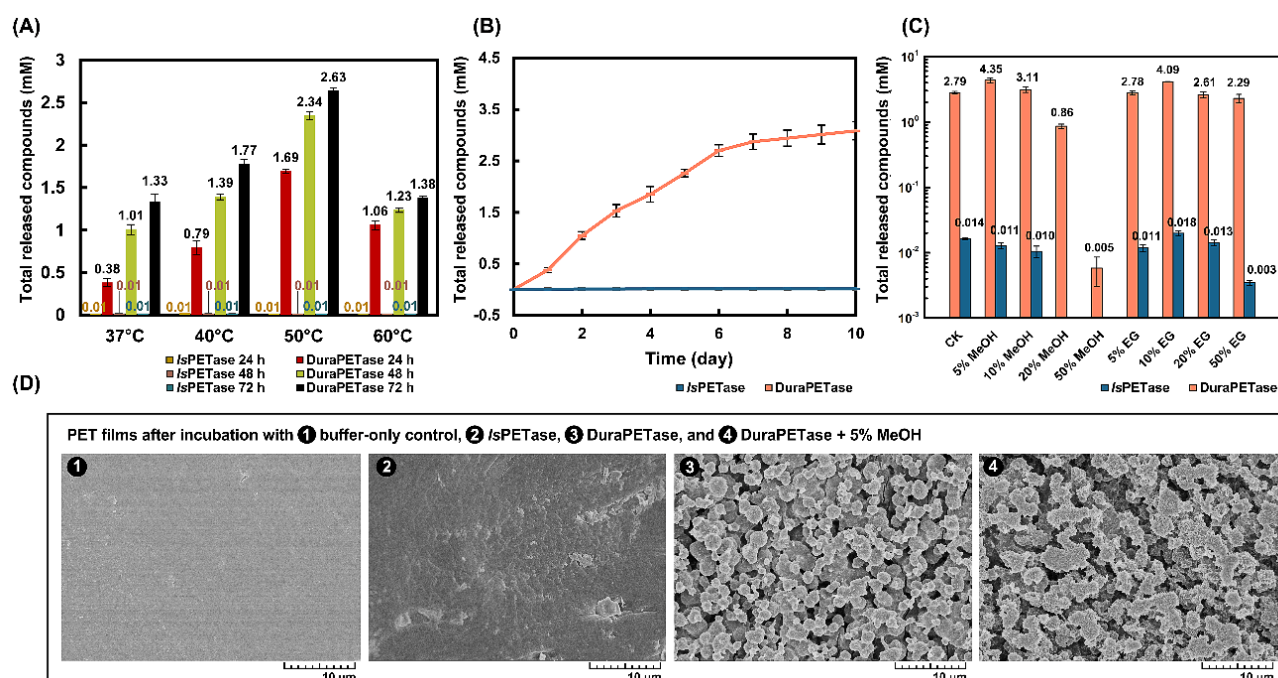 (A)
Total released compounds (mM)
3
2.5
2
1.5
1
0.5
0
0.01
0.38
0.01
1.01
0.01
1.33
0.01
0.79
0.01
1.39
0.01
1.77
0.01
1.69
0.01
2.34
0.01
2.63
0.01
1.06
0.01
1.23
0.01
1.38
37°C 40°C 50°C 60°C
IsPETase 24 h DuraPETase 24 h
IsPETase 48 h DuraPETase 48 h
IsPETase 72 h DuraPETase 72 h
(B)
Total released compounds (mM)
4.5
3.5
2.5
1.5
0.5
-0.5
0 2 4 6 8 10
Time (day)
IsPETase DuraPETase
(C)
Total released compounds (mM)
10¹
10⁰
10⁻¹
10⁻²
10⁻³
2.79 4.35 3.11 0.86 0.005 2.78 4.09 2.61 2.29
0.014 0.011 0.010 0.011 0.018 0.013 0.003
CK 5% MeOH 10% MeOH 20% MeOH 50% MeOH 5% EG 10% EG 20% EG 50% EG
IsPETase DuraPETase
(D)
PET films after incubation with 1 buffer-only control, 2 IsPETase, 3 DuraPETase, and 4 DuraPETase + 5% MeOH
1 2 3 4
10 μm 10 μm 10 μm 10 μm